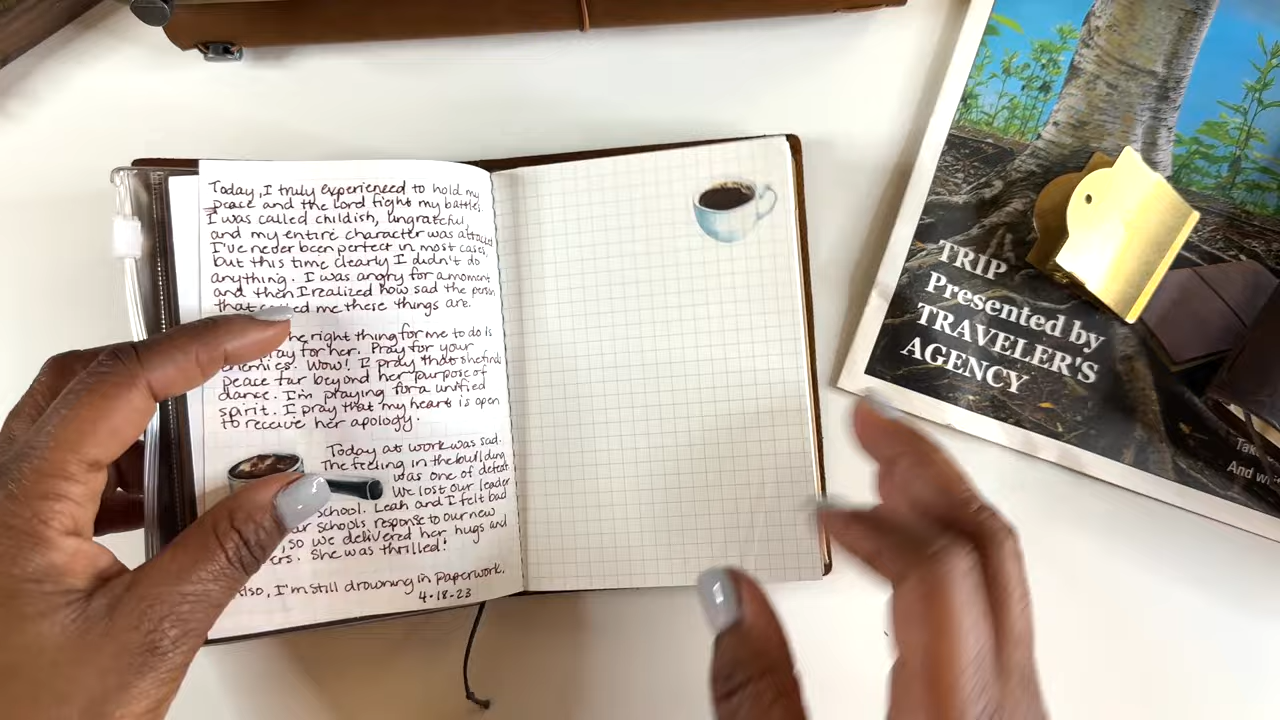 Today, I truly experienced to hold my
peace and the lord fight my battles.
I was called childish, ungrateful,
and my entire character was
I've never been perfect in most cases,
but this time clearly I didn't do
anything. I was angry for a moment
and then I realized how sad the person
that called me these things are.
the right thing for me to do is
pray for her. Pray for your
enemies. Wow! I pray that she finds
peace far beyond her purpose of
dance. I'm praying for a unified
spirit. I pray that my heart is open
to receive her apology.
Today at work was sad.
The feeling in the building
was one of defeat
We lost our leader
school. Leah and I felt bad
schools response to our new
, so we delivered her hugs and
. She was thrilled!
Also, I'm still drowning in paperwork.
4-18-23
TRIP
Presented by
TRAVELER'S
AGENCY
And